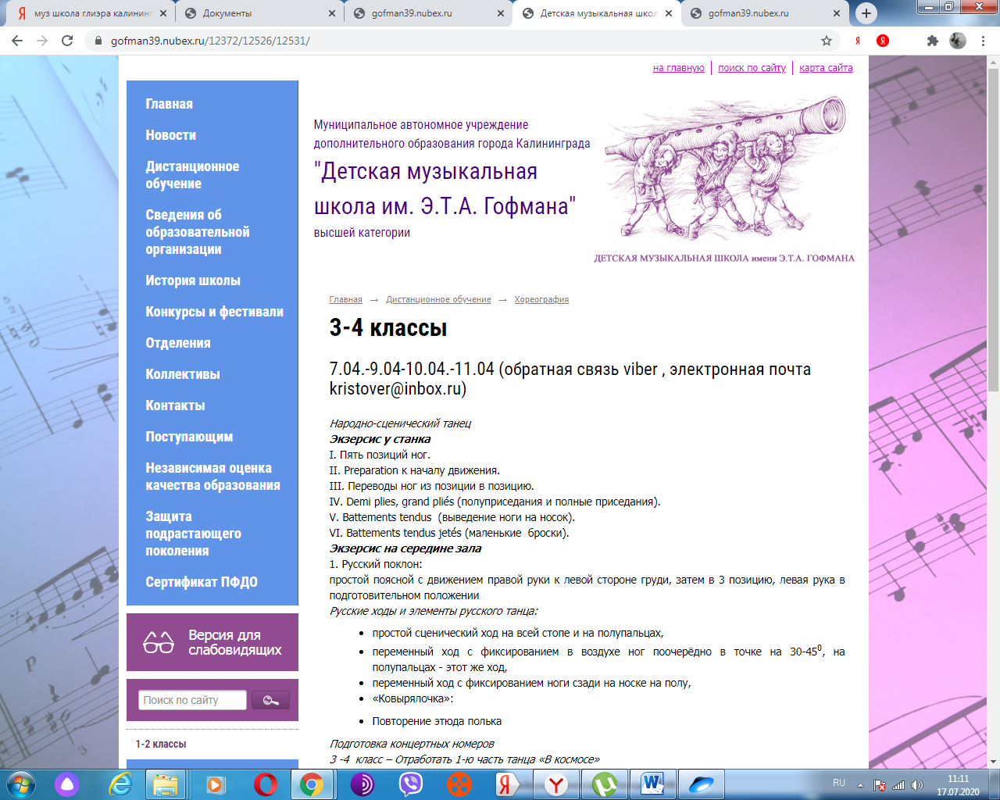 муз школа глиэра калининг
Документы
gofman39.nubex.ru
Детская музыкальная школ
gofman39.nubex.ru
gofman39.nubex.ru/12372/12526/12531/
на главную
поиск по сайту
карта сайта
Главная
Новости
Дистанционное
обучение
Сведения об
образовательной
организации
История школы
Конкурсы и фестивали
Отделения
Коллективы
Контакты
Поступающим
Независимая оценка
качества образования
Защита
подрастающего
поколения
Сертификат ПФДО
Версия для
слабовидящих
Поиск по сайту
1-2 классы
Муниципальное автономное учреждение
дополнительного образования города Калининграда
"Детская музыкальная
школа им. Э.Т.А. Гофмана"
высшей категории
ДЕТСКАЯ МУЗЫКАЛЬНАЯ ШКОЛА имени Э.Т.А. ГОФМАНА
Главная → Дистанционное обучение → Хореография
3-4 классы
7.04.-9.04-10.04.-11.04 (обратная связь viber , электронная почта
kristover@inbox.ru)
Народно-сценический танец
Экзерсис у станка
I. Пять позиций ног.
II. Preparation к началу движения.
III. Переводы ног из позиции в позицию.
IV. Demi plies, grand pliés (полуприседания и полные приседания).
V. Battements tendus (выведение ноги на носок).
VI. Battements tendus jetés (маленькие броски).
Экзерсис на середине зала
1. Русский поклон:
простой поясной с движением правой руки к левой стороне груди, затем в 3 позицию, левая рука в
подготовительном положении
Русские ходы и элементы русского танца:
• простой сценический ход на всей стопе и на полупальцах,
• переменный ход с фиксированием в воздухе ног поочерёдно в точке на 30-45⁰, на
полупальцах - этот же ход,
• переменный ход с фиксированием ноги сзади на носке на полу,
• «Ковырялочка»:
• Повторение этюда полька
Подготовка концертных номеров
3 -4 класс – Отработать 1-ю часть танца «В космосе»
RU
11:11
17.07.2020